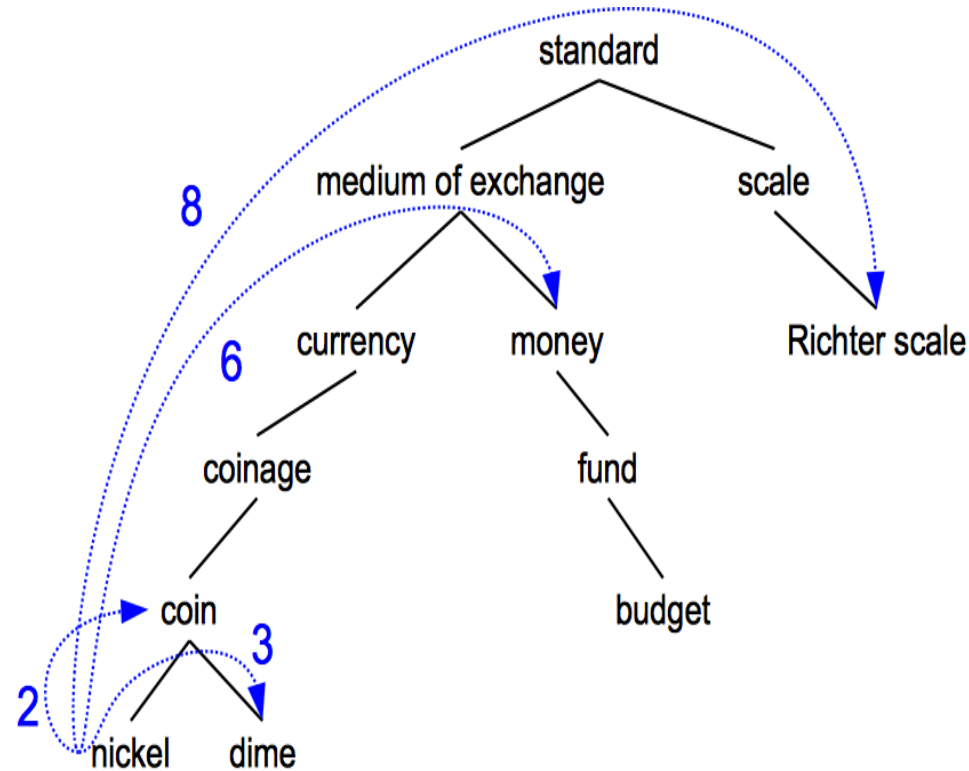 standard
medium of exchange
scale
8
currency
money
Richter scale
6
coinage
fund
coin
budget
3
2
nickel
dime